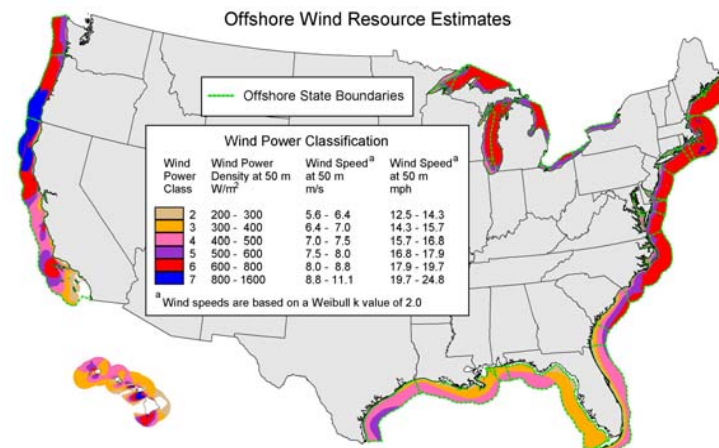 Offshore Wind Resource Estimates
Offshore State Boundaries
Wind Power Classification
Wind Power Class Wind Power Density at 50 m W/m² Wind Speedᵃ at 50 m m/s Wind Speedᵃ at 50 m mph
2 200 - 300 5.6 - 6.4 12.5 - 14.3
3 300 - 400 6.4 - 7.0 14.3 - 15.7
4 400 - 500 7.0 - 7.5 15.7 - 16.8
5 500 - 600 7.5 - 8.0 16.8 - 17.9
6 600 - 800 8.0 - 8.8 17.9 - 19.7
7 800 - 1600 8.8 - 11.1 19.7 - 24.8
ᵃ Wind speeds are based on a Weibull k value of 2.0